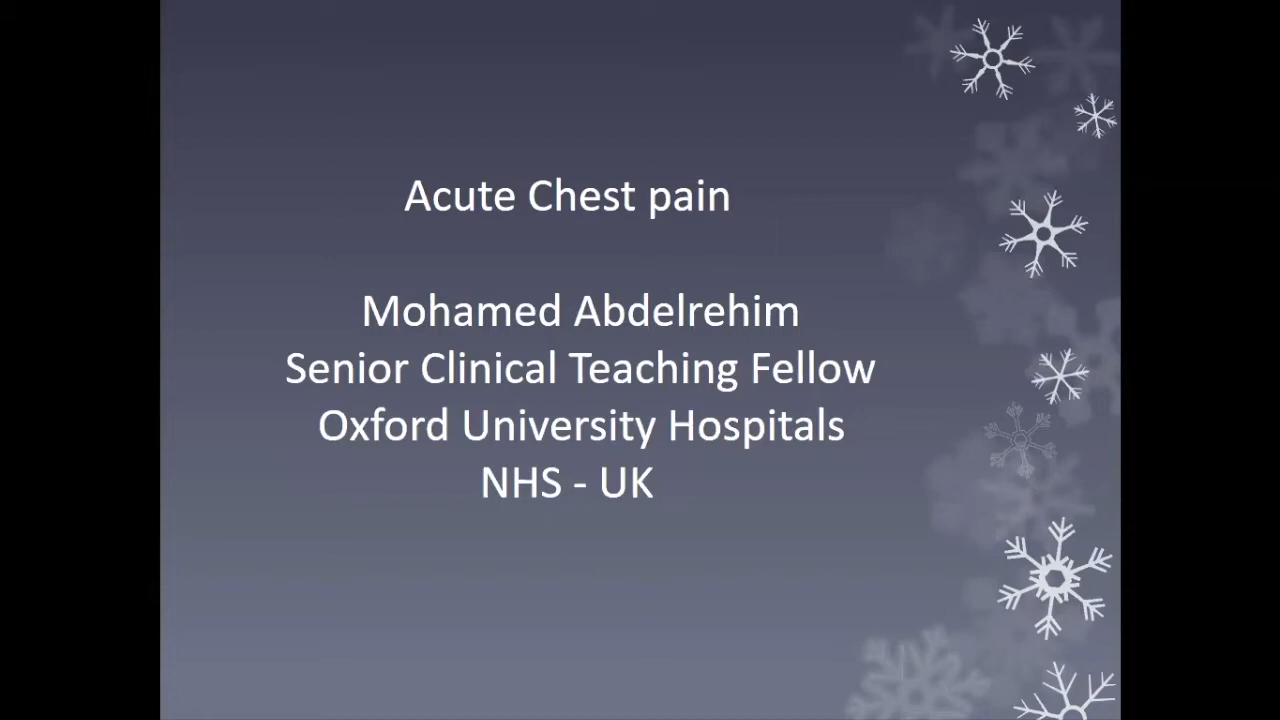 Acute Chest pain
Mohamed Abdelrehim
Senior Clinical Teaching Fellow
Oxford University Hospitals
NHS - UK